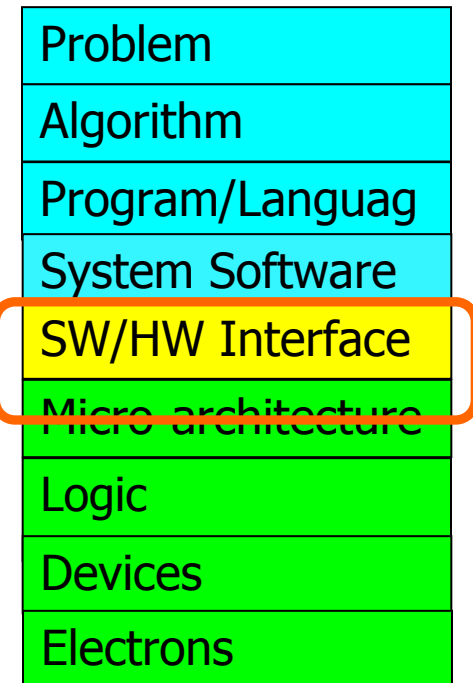 Problem
Algorithm
Program/Languag
System Software
SW/HW Interface
Micro-architecture
Logic
Devices
Electrons